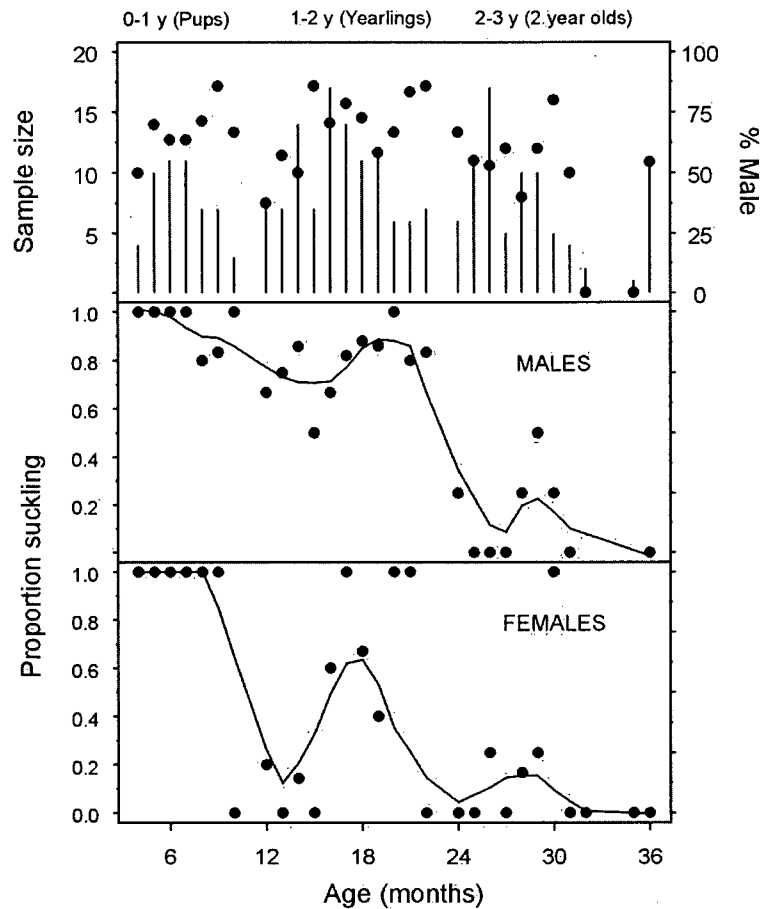 0-1 y (Pups) 1-2 y (Yearlings) 2-3 y (2.year olds)
20 100
15 75
10 50
5 25
0
Sample size
% Male
1.0
0.8
0.6
0.4
0.2
MALES
Proportion suckling
1.0
0.8
0.6
0.4
0.2
0.0
FEMALES
6 12 18 24 30 36
Age (months)